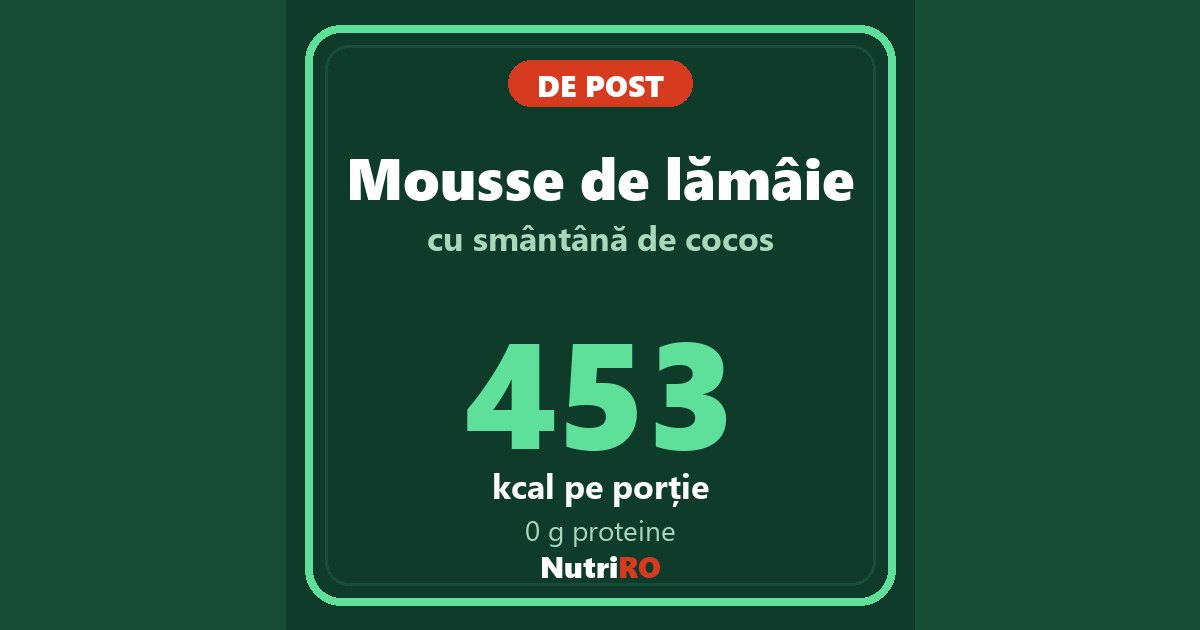 DE POST
Mousse de lămâie
cu smântână de cocos
453
kcal pe porție
0 g proteine
NutriRO